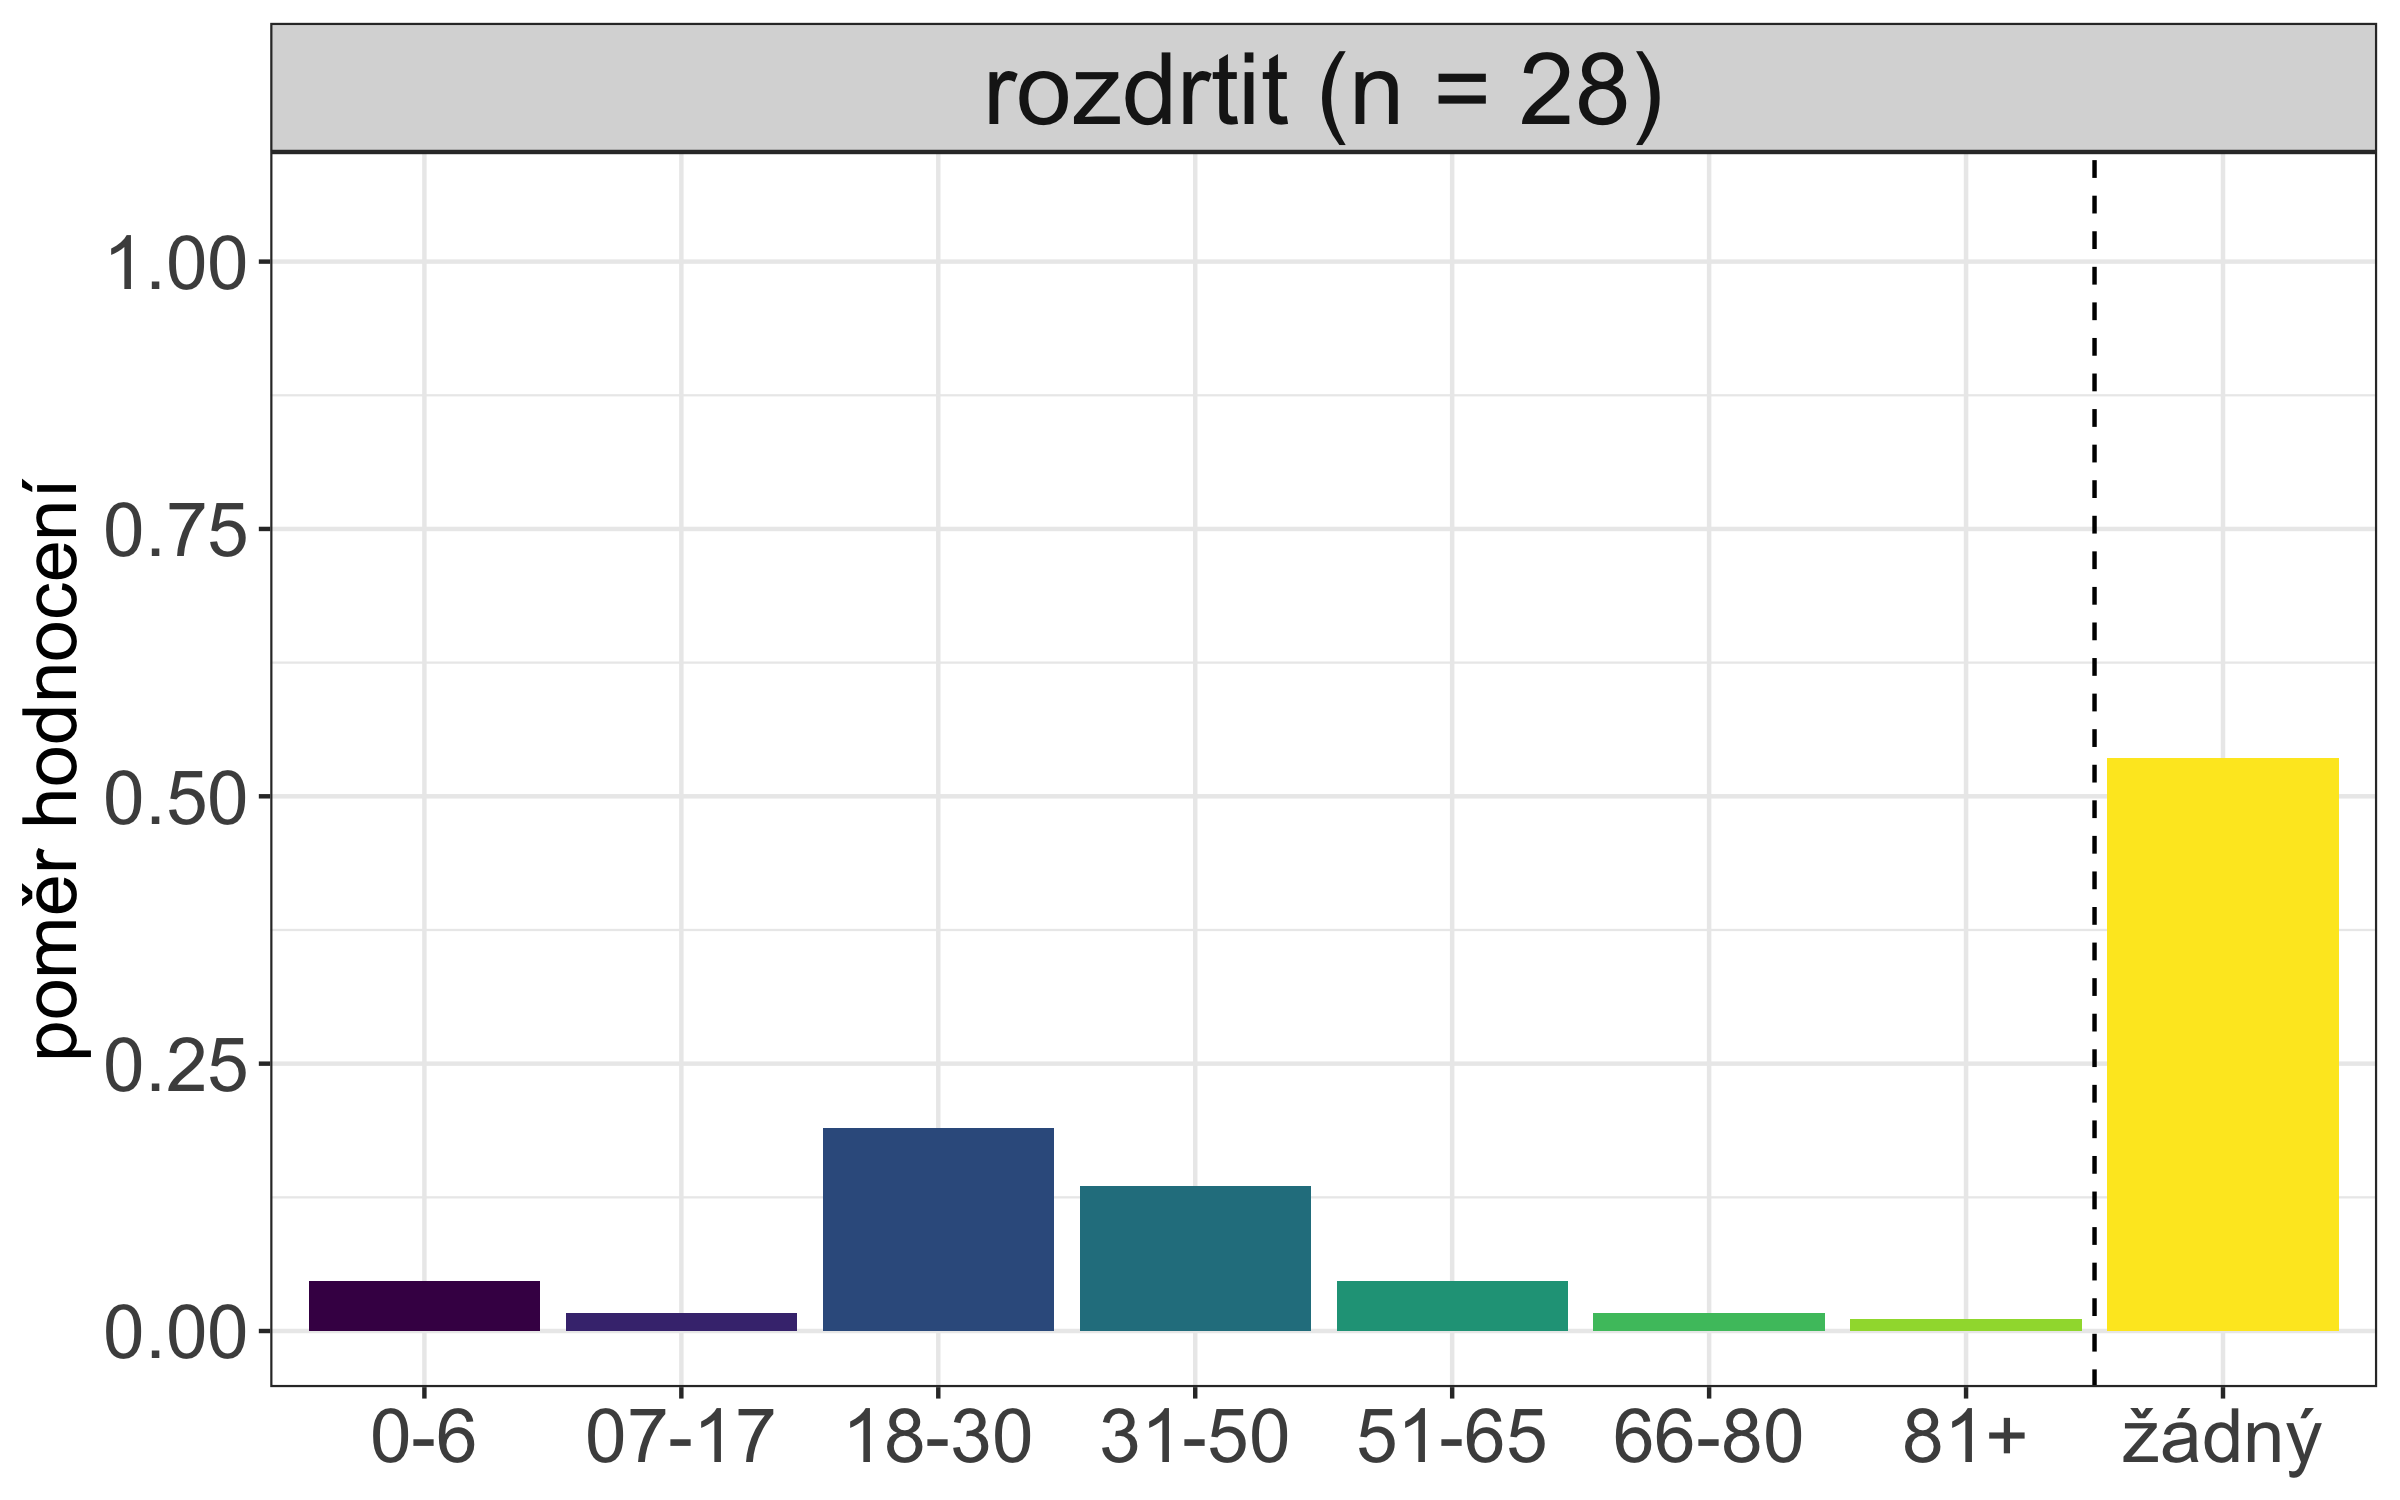 rozdrtit (n = 28)
poměr hodnocení
1.00
0.75
0.50
0.25
0.00
0-6 07-17 18-30 31-50 51-65 66-80 81+ žádný